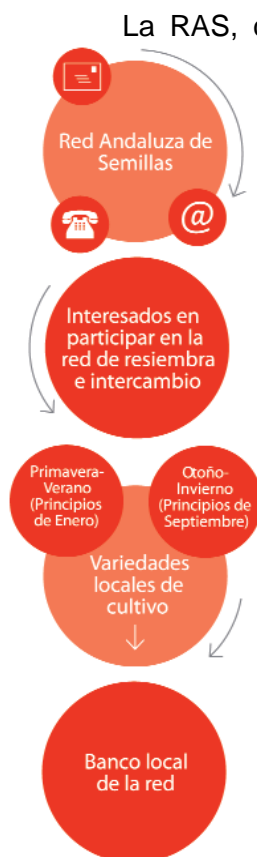 La RAS,
Red Andaluza de
Semillas
@
Interesados en
participar en la
red de resiembra
e intercambio
Primavera-
Verano
(Principios
de Enero)
Otoño-
Invierno
(Principios de
Septiembre)
Variedades
locales de
cultivo
Banco local
de la red